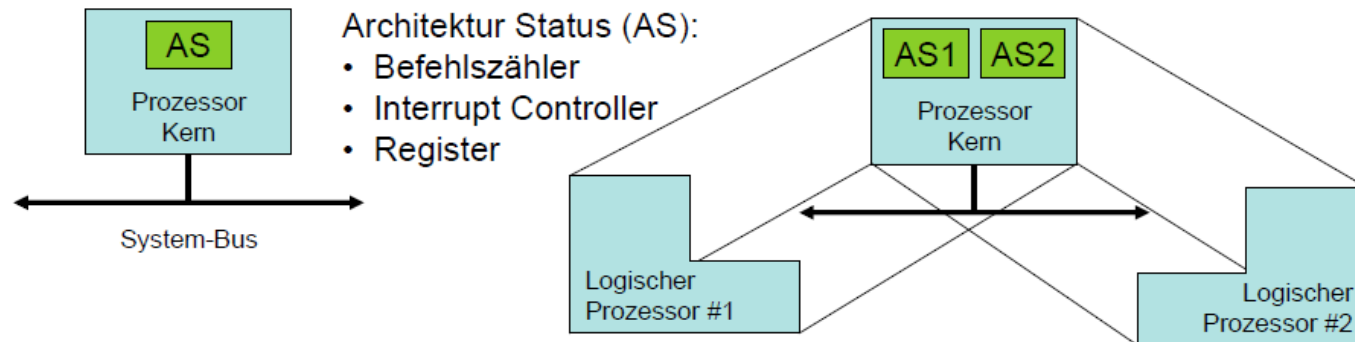 AS
Prozessor
Kern
System-Bus
Architektur Status (AS):
• Befehlszähler
• Interrupt Controller
• Register
AS1 AS2
Prozessor
Kern
Logischer
Prozessor #1
Logischer
Prozessor #2